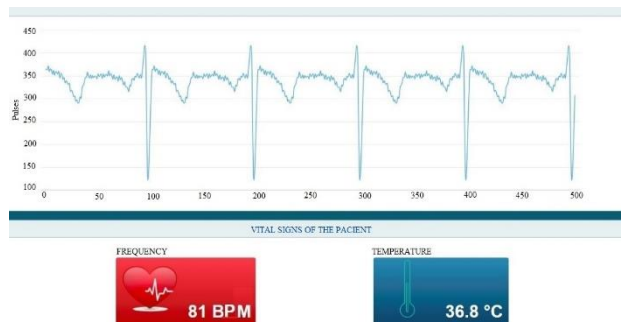 450
400
350
300
250
200
150
100
Pulses
0 50 100 150 200 250 300 350 400 450 500
VITAL SIGNS OF THE PACIENT
FREQUENCY TEMPERATURE
81 BPM 36.8 °C